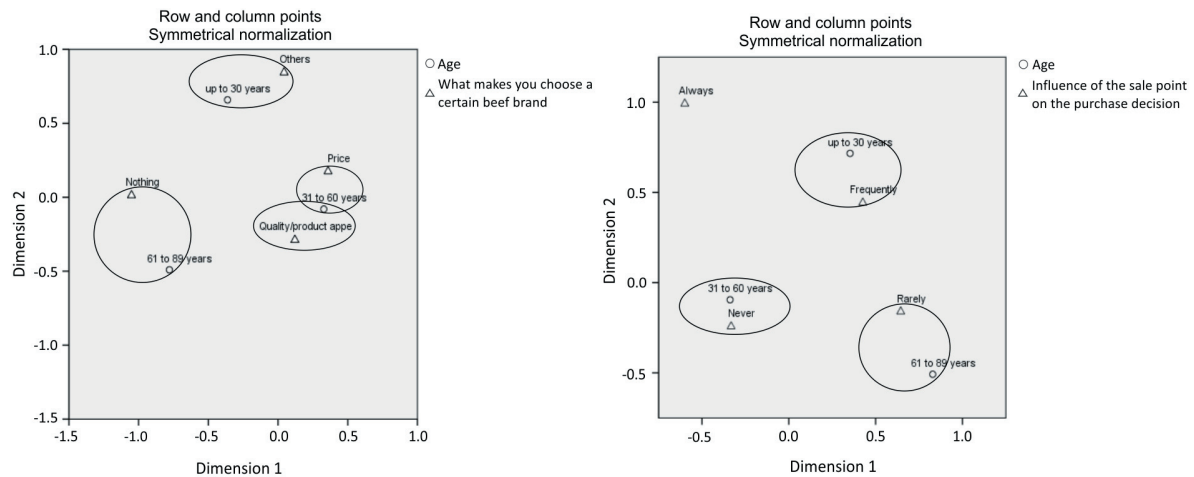 Row and column points
Symmetrical normalization
1.0
0.5
0.0
-0.5
-1.0
-1.5
-1.5
-1.0
-0.5
0.0
0.5
1.0
Dimension 2
Dimension 1
Others
up to 30 years
Price
Nothing
31 to 60 years
Quality/product appe
61 to 89 years
Age
What makes you choose a
certain beef brand
Row and column points
Symmetrical normalization
1.0
0.5
0.0
-0.5
-0.5
0.0
0.5
1.0
Dimension 2
Dimension 1
Always
up to 30 years
Frequently
31 to 60 years
Never
Rarely
61 to 89 years
Age
Influence of the sale point
on the purchase decision